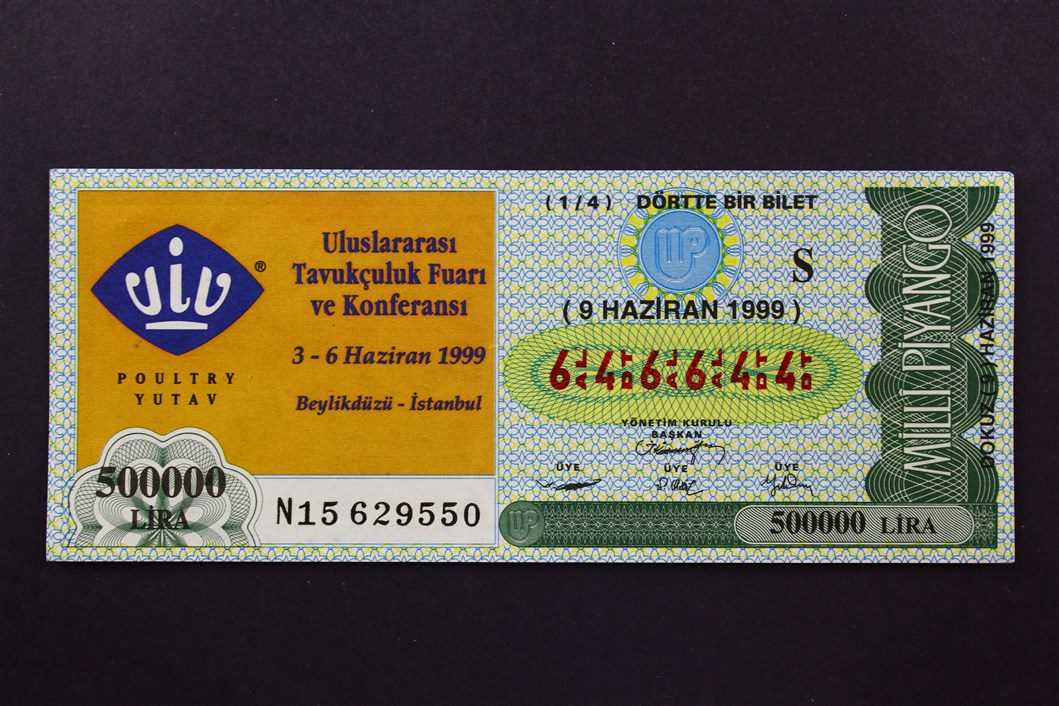 viv ®
POULTRY
YUTAV
Uluslararası
Tavukçuluk Fuarı
ve Konferansı
3 - 6 Haziran 1999
Beylikdüzü - İstanbul
500000
LİRA
N15 629550
( 1 / 4 ) DÖRTTE BİR BİLET
S
( 9 HAZİRAN 1999 )
6 4 6 6 4 4
YÖNETİM KURULU
BAŞKAN
ÜYE ÜYE ÜYE
500000 LİRA
MİLLİ PİYANGO
DOKUZ ( 9 ) HAZİRAN 1999